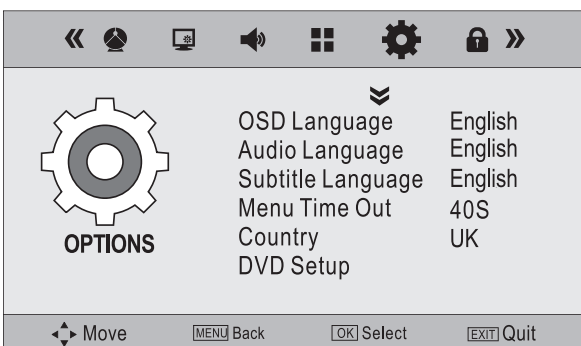 OSD Language English
Audio Language English
Subtitle Language English
Menu Time Out 40S
Country UK
DVD Setup
OPTIONS
Move MENU Back OK Select EXIT Quit